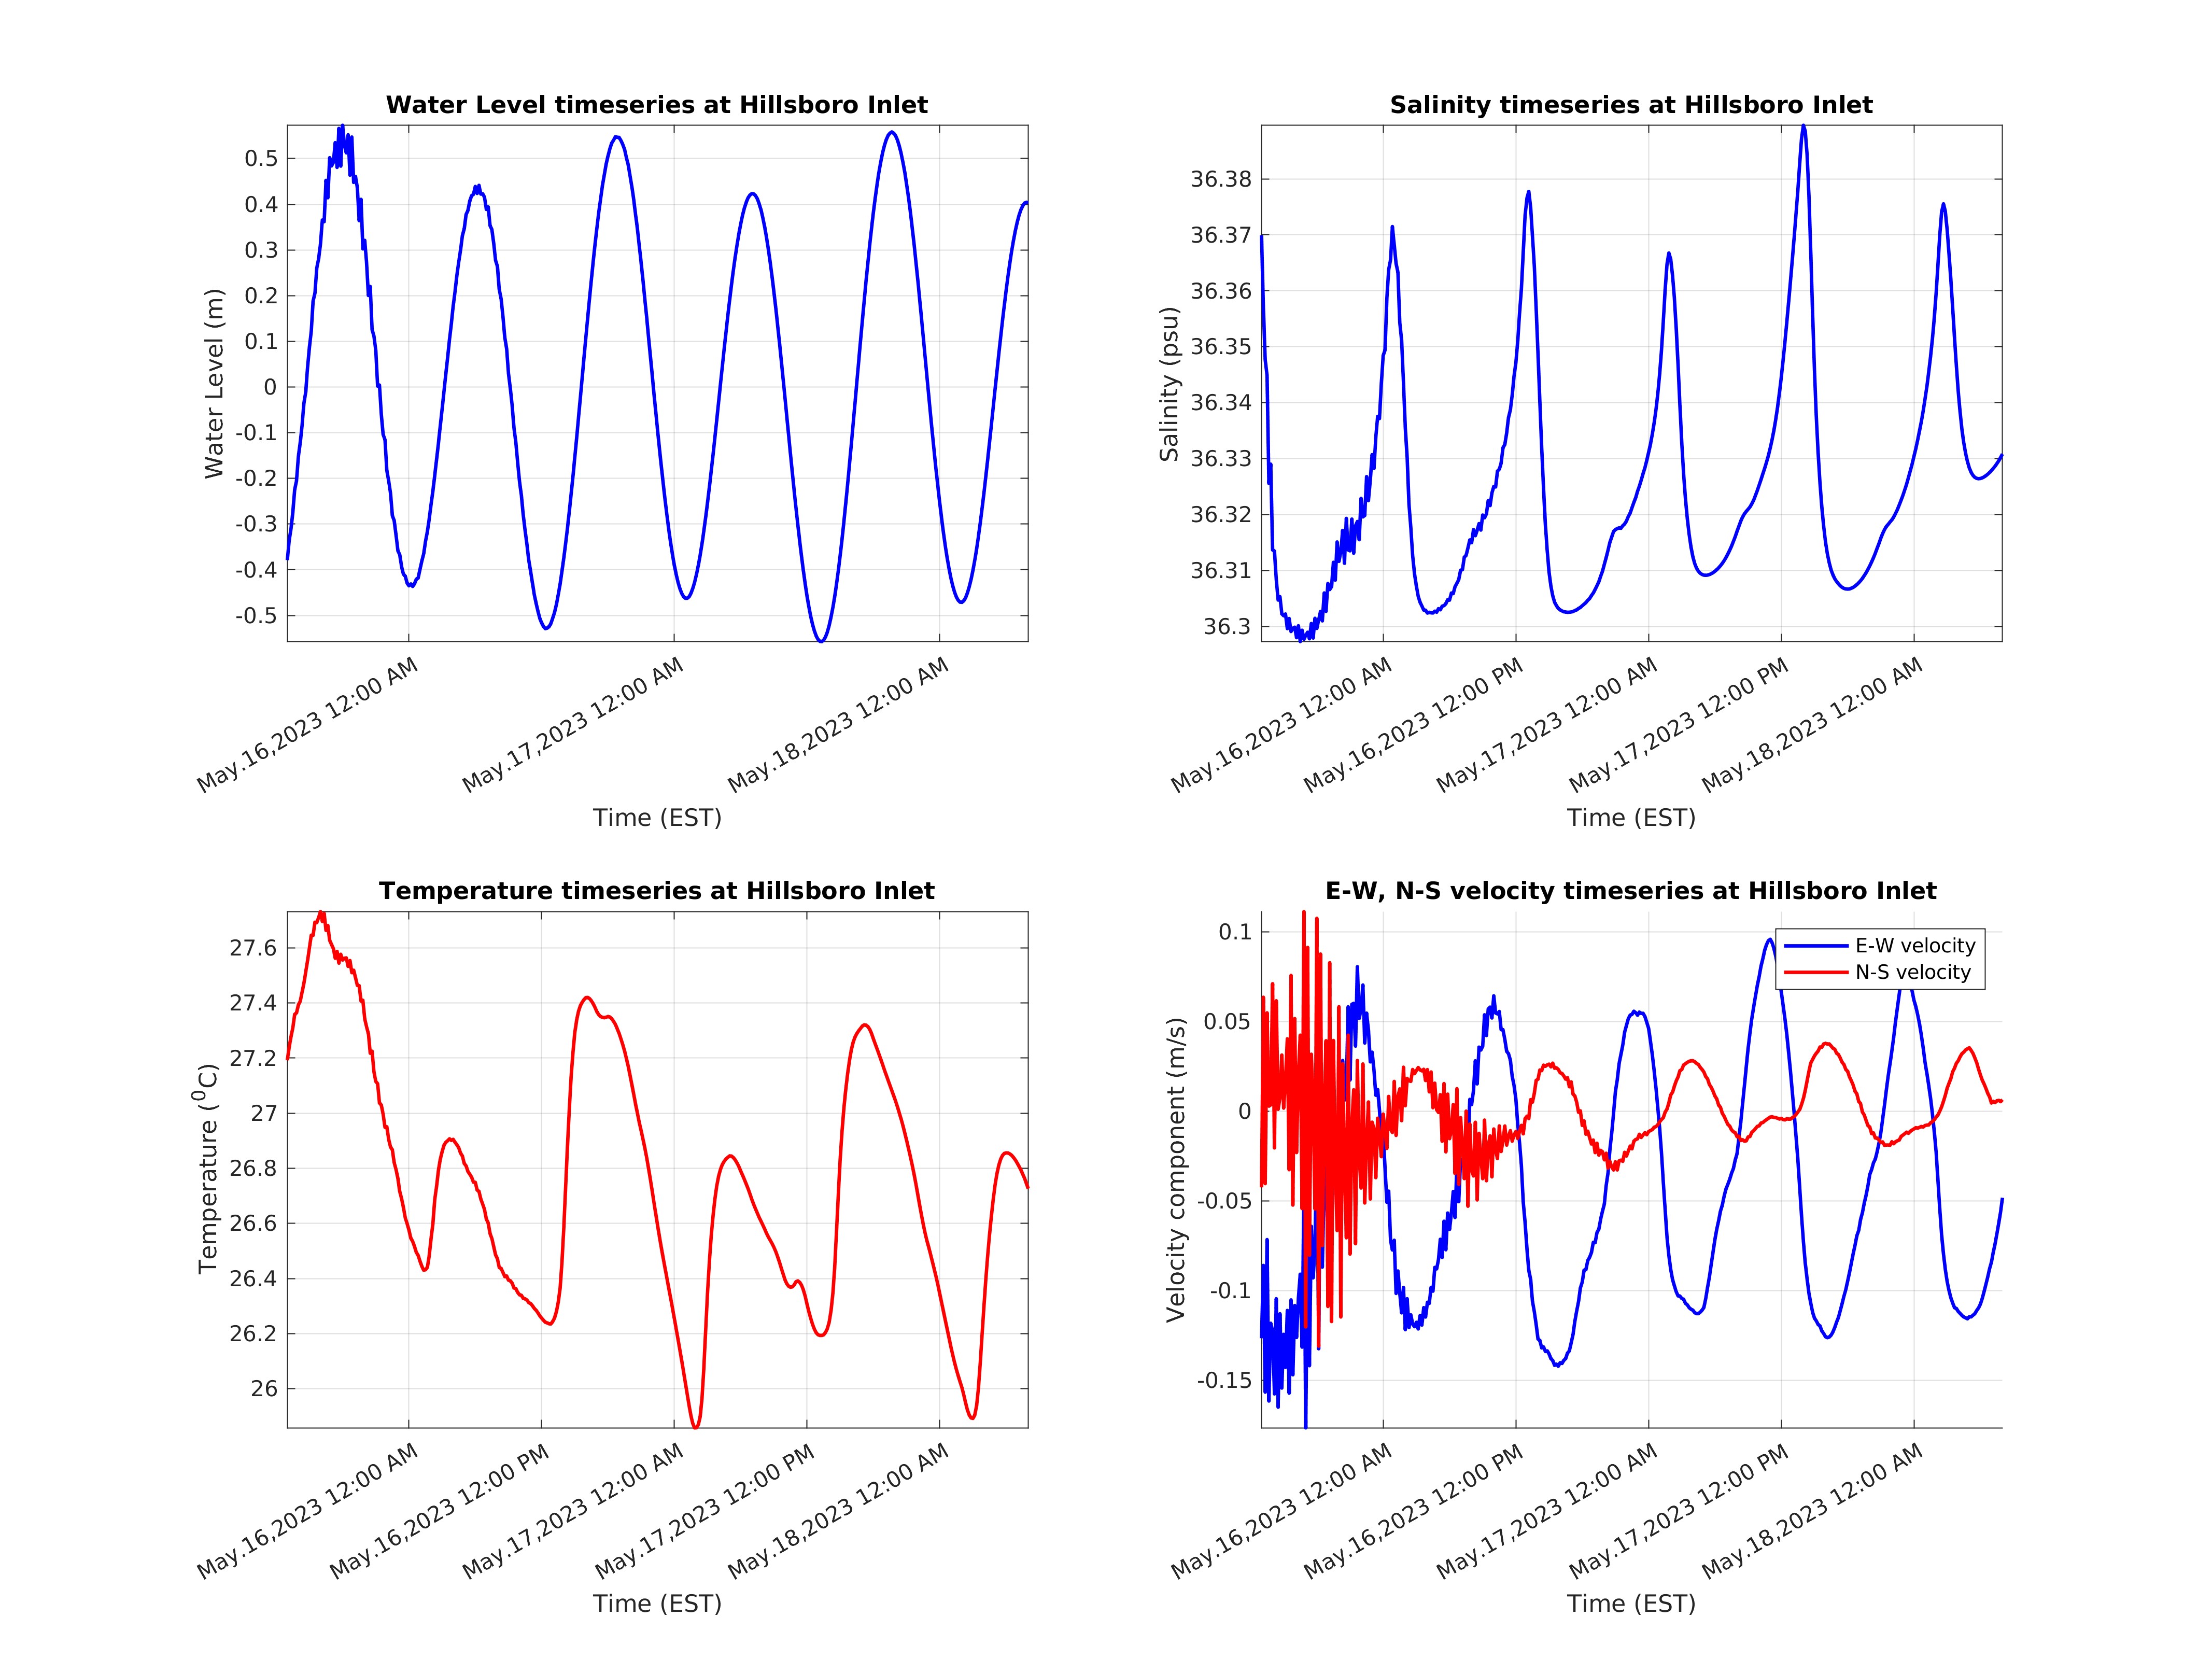 Water Level timeseries at Hillsboro Inlet
Water Level (m)
0.5
0.4
0.3
0.2
0.1
0
-0.1
-0.2
-0.3
-0.4
-0.5
May.16,2023 12:00 AM
May.17,2023 12:00 AM
May.18,2023 12:00 AM
Time (EST)
Salinity timeseries at Hillsboro Inlet
Salinity (psu)
36.38
36.37
36.36
36.35
36.34
36.33
36.32
36.31
36.3
May.16,2023 12:00 AM
May.16,2023 12:00 PM
May.17,2023 12:00 AM
May.17,2023 12:00 PM
May.18,2023 12:00 AM
Time (EST)
Temperature timeseries at Hillsboro Inlet
Temperature (⁰C)
27.6
27.4
27.2
27
26.8
26.6
26.4
26.2
26
May.16,2023 12:00 AM
May.16,2023 12:00 PM
May.17,2023 12:00 AM
May.17,2023 12:00 PM
May.18,2023 12:00 AM
Time (EST)
E-W, N-S velocity timeseries at Hillsboro Inlet
Velocity component (m/s)
0.1
0.05
0
-0.05
-0.1
-0.15
E-W velocity
N-S velocity
May.16,2023 12:00 AM
May.16,2023 12:00 PM
May.17,2023 12:00 AM
May.17,2023 12:00 PM
May.18,2023 12:00 AM
Time (EST)